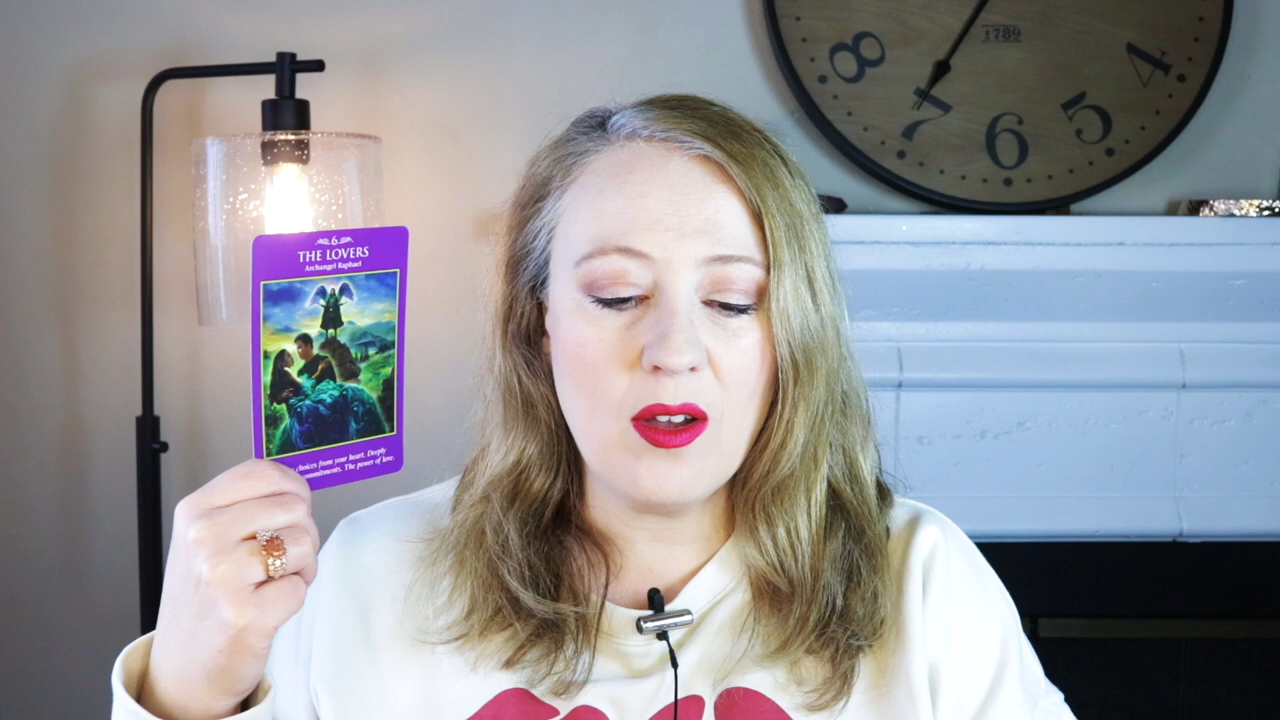 6
THE LOVERS
Archangel Raphael
choices from your heart. Deeply
commitments. The power of love.
1789
8
7
6
5
4